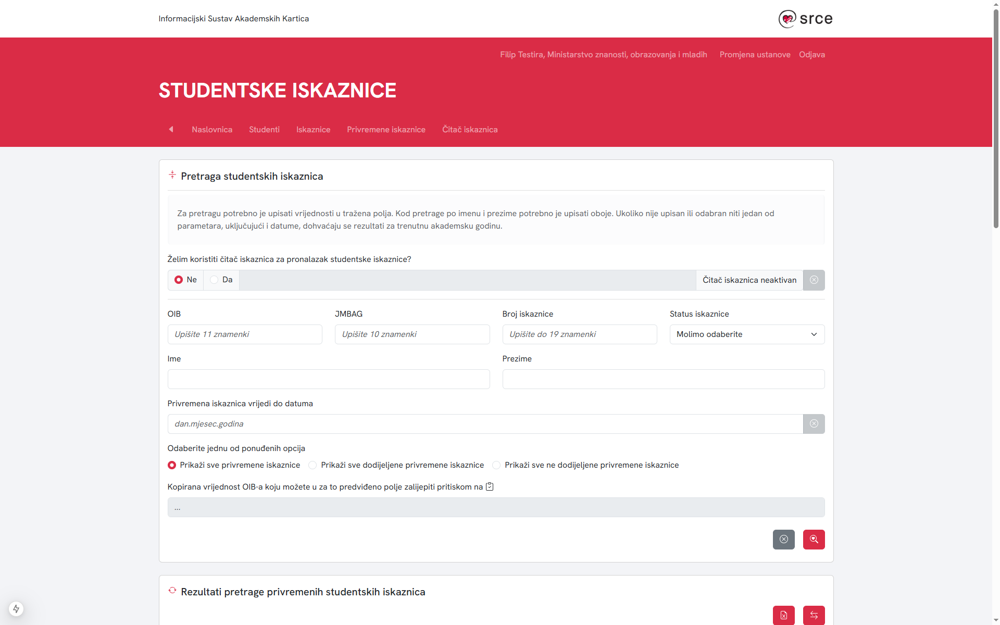 Informacijski Sustav Akademskih Kartica
srce
Filip Testira, Ministarstvo znanosti, obrazovanja i mladih Promjena ustanove Odjava
STUDENTSKE ISKAZNICE
Naslovnica Studenti Iskaznice Privremene iskaznice Čitač iskaznica
Pretraga studentskih iskaznica
Za pretragu potrebno je upisati vrijednosti u tražena polja. Kod pretrage po imenu i prezime potrebno je upisati oboje. Ukoliko nije upisan ili odabran niti jedan od
parametara, uključujući i datume, dohvaćaju se rezultati za trenutnu akademsku godinu.
Želim koristiti čitač iskaznica za pronalazak studentske iskaznice?
Ne Da Čitač iskaznica neaktivan
OIB JMBAG Broj iskaznice Status iskaznice
Upišite 11 znamenki Upišite 10 znamenki Upišite do 19 znamenki Molimo odaberite
Ime Prezime
Privremena iskaznica vrijedi do datuma
dan.mjesec.godina
Odaberite jednu od ponuđenih opcija
Prikaži sve privremene iskaznice Prikaži sve dodijeljene privremene iskaznice Prikaži sve ne dodijeljene privremene iskaznice
Kopirana vrijednost OIB-a koju možete u za to predviđeno polje zalijepiti pritiskom na
...
Rezultati pretrage privremenih studentskih iskaznica